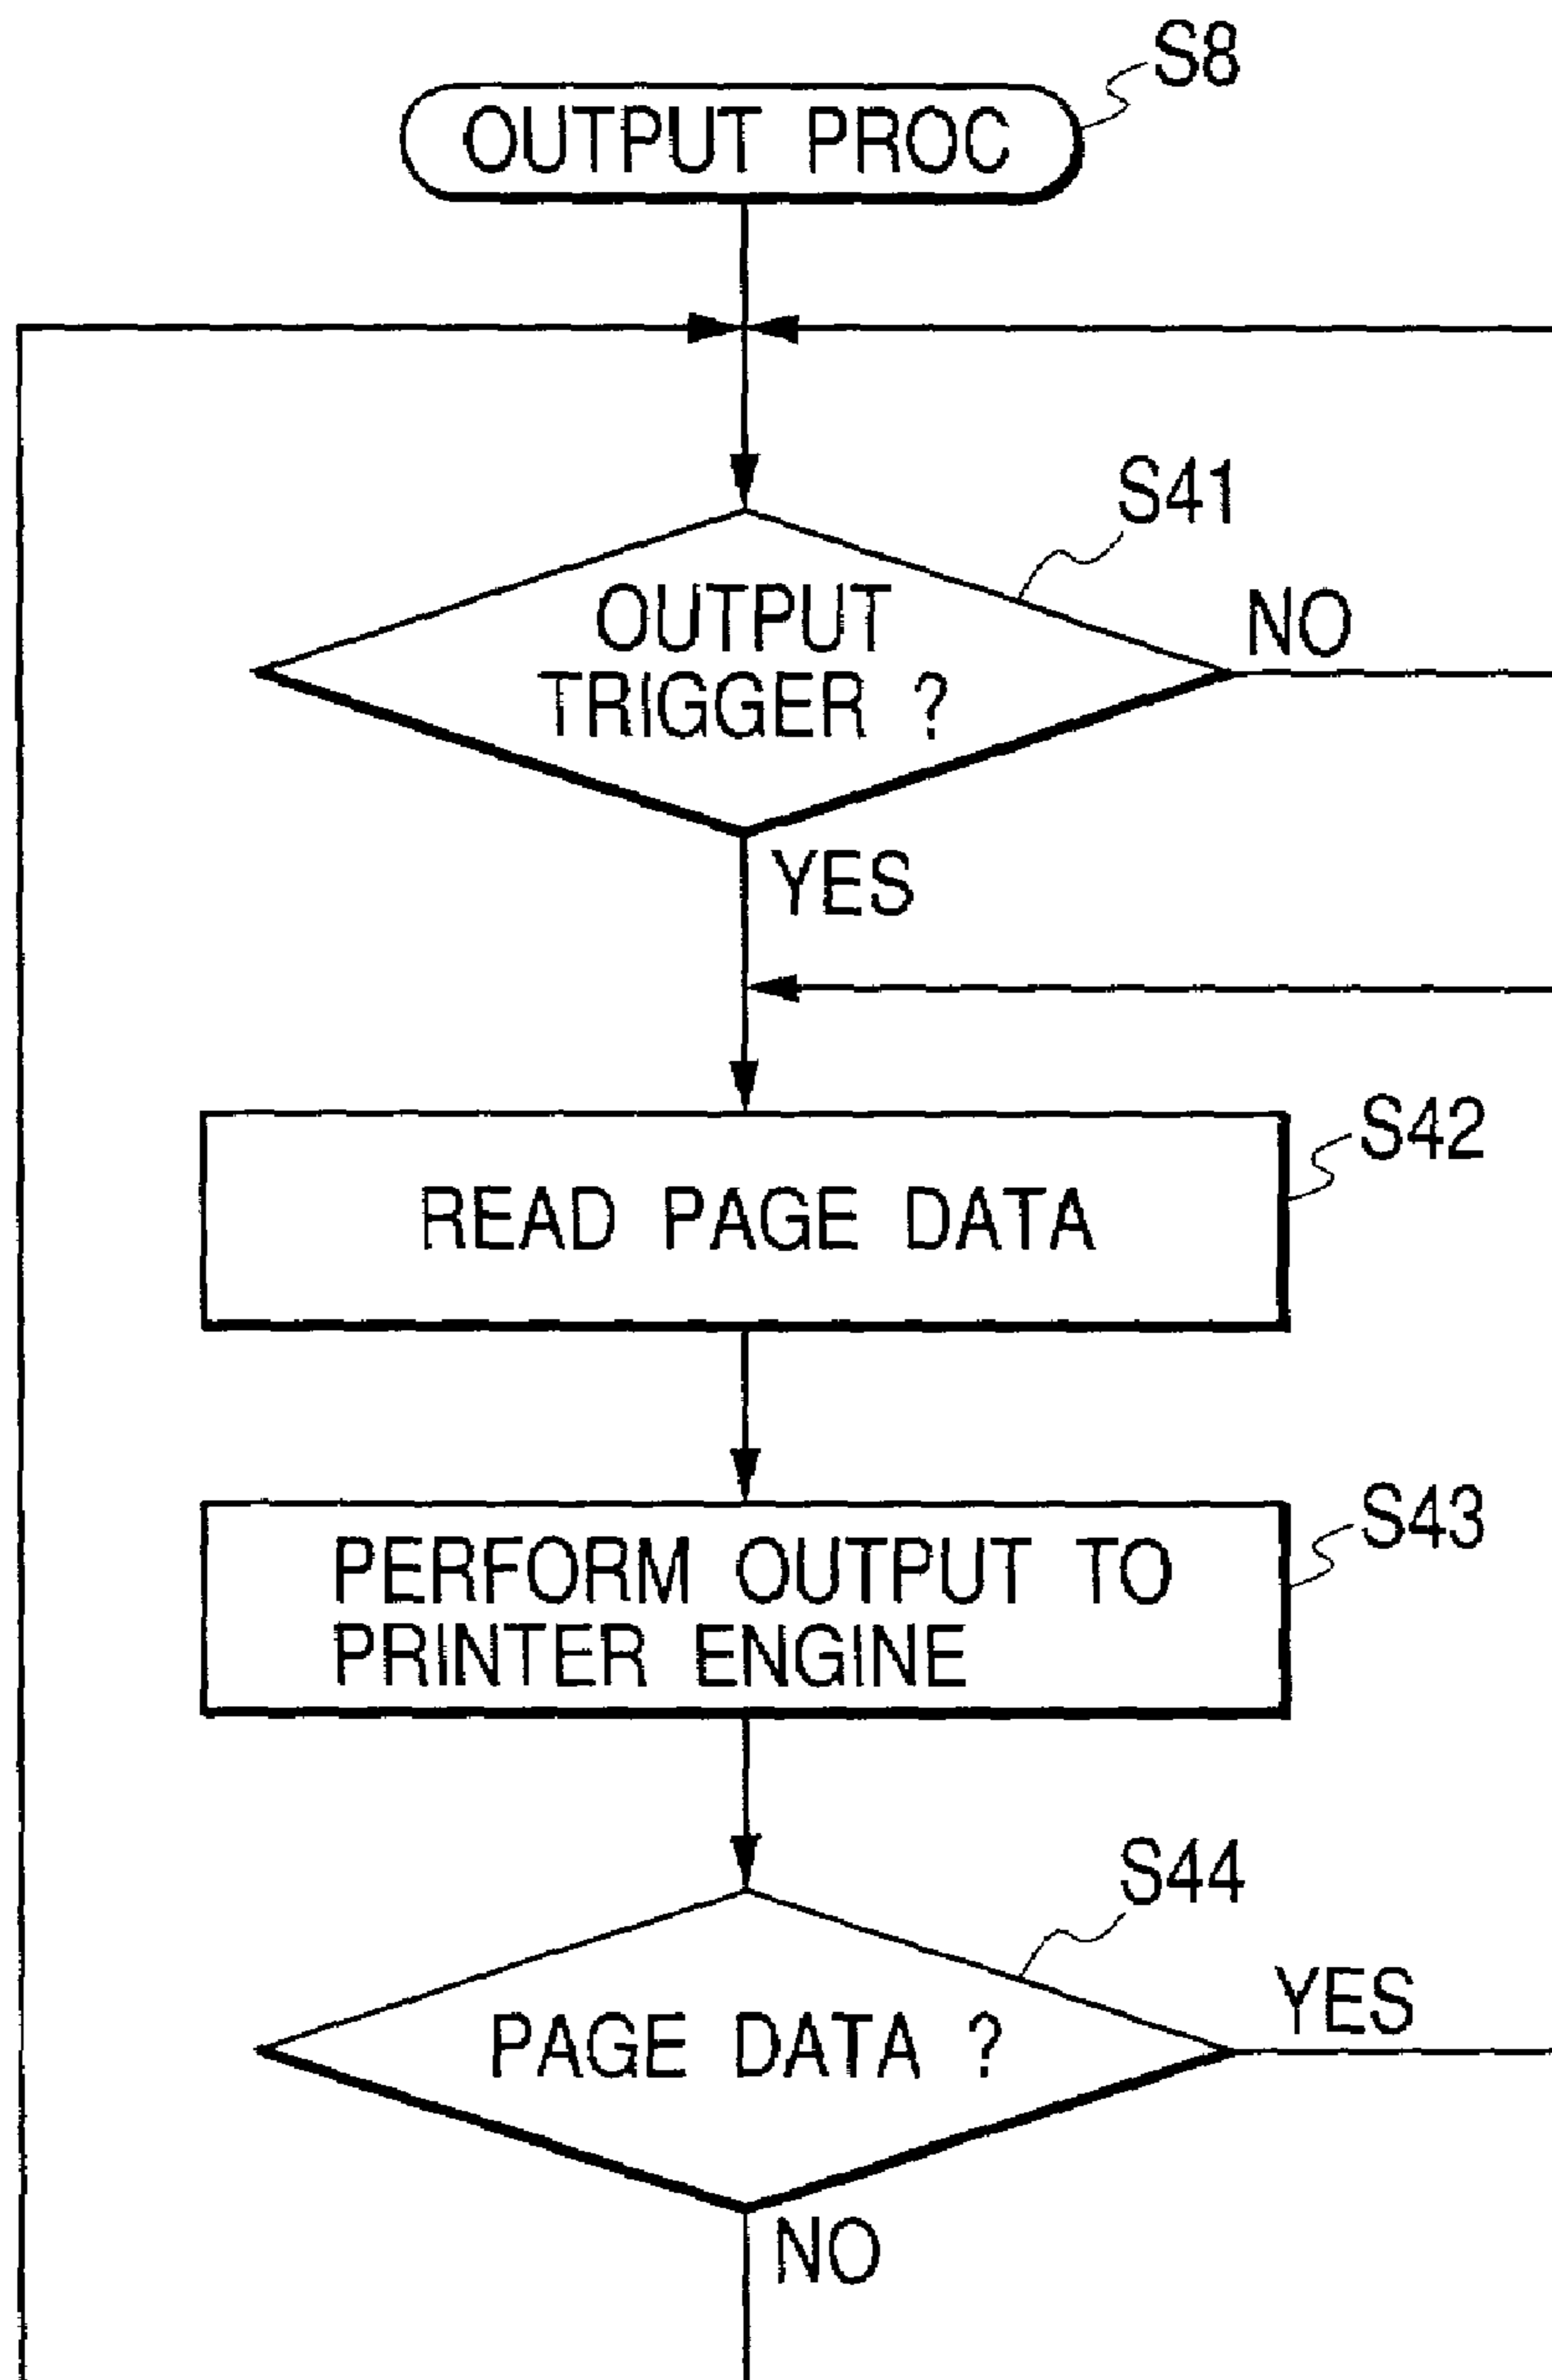 S8
OUTPUT PROC
S41
OUTPUT
TRIGGER ?
NO
YES
S42
READ PAGE DATA
S43
PERFORM OUTPUT TO
PRINTER ENGINE
S44
PAGE DATA ?
YES
NO